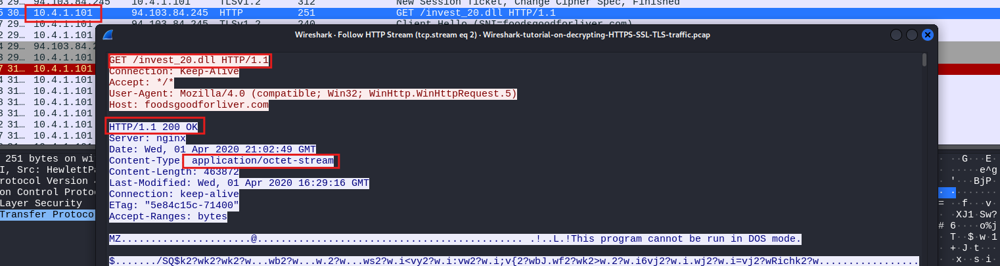 29… 94.103.84.245 10.4.1.101 TLSv1.2 312 New Session Ticket, Change Cipher Spec, Finished
30… 10.4.1.101 94.103.84.245 HTTP 251 GET /invest_20.dll HTTP/1.1
29… 10.4.1.101 94.103.84.245 TLSv1.2 240 Client Hello (SNI=foodsgoodforliver.com)
Wireshark · Follow HTTP Stream (tcp.stream eq 2) · Wireshark-tutorial-on-decrypting-HTTPS-SSL-TLS-traffic.pcap
29… 10.4.1.101
29… 94.103.84.2
29… 10.4.1.101
31… 10.4.1.101
31… 10.4.1.101
31… 10.4.1.101
31… 10.4.1.101
31… 10.4.1.101
31… 10.4.1.101
31… 10.4.1.101
GET /invest_20.dll HTTP/1.1
Connection: Keep-Alive
Accept: */*
User-Agent: Mozilla/4.0 (compatible; Win32; WinHttp.WinHttpRequest.5)
Host: foodsgoodforliver.com
HTTP/1.1 200 OK
Server: nginx
Date: Wed, 01 Apr 2020 21:02:49 GMT
Content-Type: application/octet-stream
Content-Length: 463872
Last-Modified: Wed, 01 Apr 2020 16:29:16 GMT
Connection: keep-alive
ETag: "5e84c15c-71400"
Accept-Ranges: bytes
MZ......................@............................................. .!..L.!This program cannot be run in DOS mode.
$......./SQ$k2?wk2?wk2?w...wb2?w...w.2?w...ws2?w.i<vy2?w.i:vw2?w.i;v{2?wbJ.wf2?wk2>w.2?w.i6vj2?w.i.wj2?w.i=vj2?wRichk2?w.................
251 bytes on wi
I, Src: HewlettPa
rotocol Version 4
on Control Protoc
Layer Security
Transfer Protoco
· ·· G· ··E
·····e^g
'···BjP·
= ··f···v·
XJ1·Sw?
#6····o%j
T··$·w·1
·+·J·t···
··x··s·i